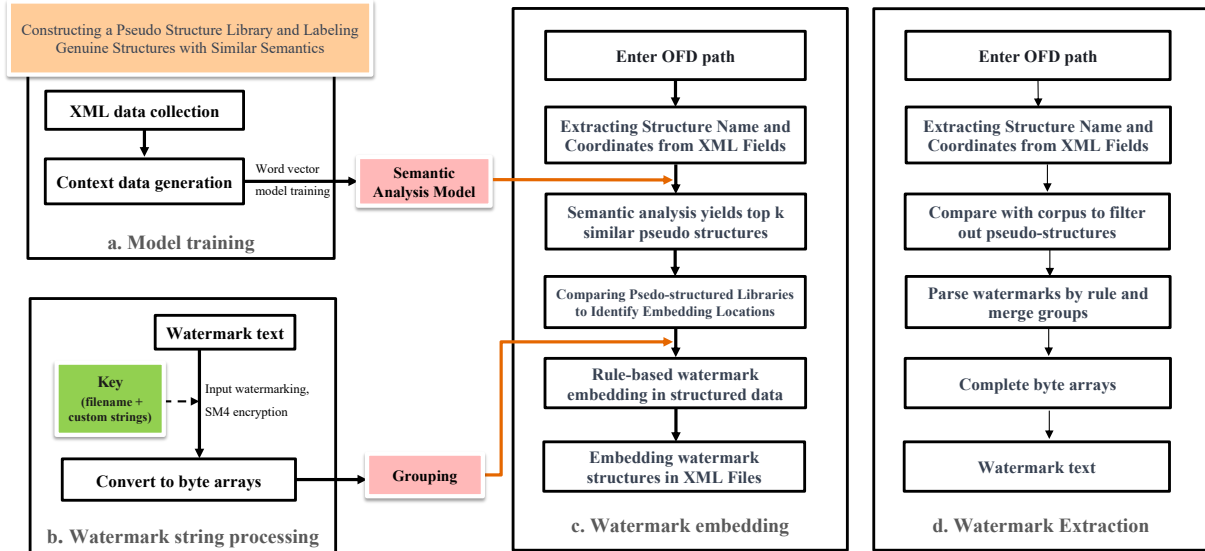 Constructing a Pseudo Structure Library and Labeling
Genuine Structures with Similar Semantics
XML data collection
Context data generation
Word vector
model training
Semantic
Analysis Model
a. Model training
Watermark text
Key
(filename +
custom strings)
Input watermarking,
SM4 encryption
Convert to byte arrays
Grouping
b. Watermark string processing
Enter OFD path
Extracting Structure Name and
Coordinates from XML Fields
Semantic analysis yields top k
similar pseudo structures
Comparing Psedo-structured Libraries
to Identify Embedding Locations
Rule-based watermark
embedding in structured data
Embedding watermark
structures in XML Files
c. Watermark embedding
Enter OFD path
Extracting Structure Name and
Coordinates from XML Fields
Compare with corpus to filter
out pseudo-structures
Parse watermarks by rule and
merge groups
Complete byte arrays
Watermark text
d. Watermark Extraction